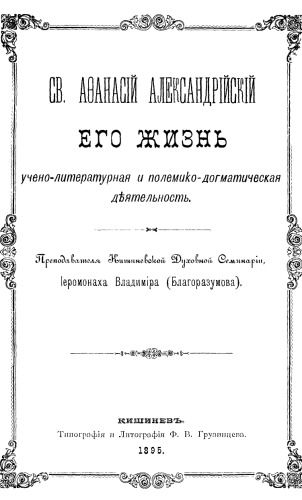 СВ. АѲАНАСІЙ АЛЕКСАНДРІЙСКІЙ
ЕГО ЖИЗНЬ
учено-литературная и полемико-догматическая
дѣятельность.
Преподавателя Кишиневской Духовной Семинаріи,
Іеромонаха Владиміра (Благоразумова).
КИШИНЕВЪ.
Типографія и Литографія Ф. В. Грузинцева.
1895.